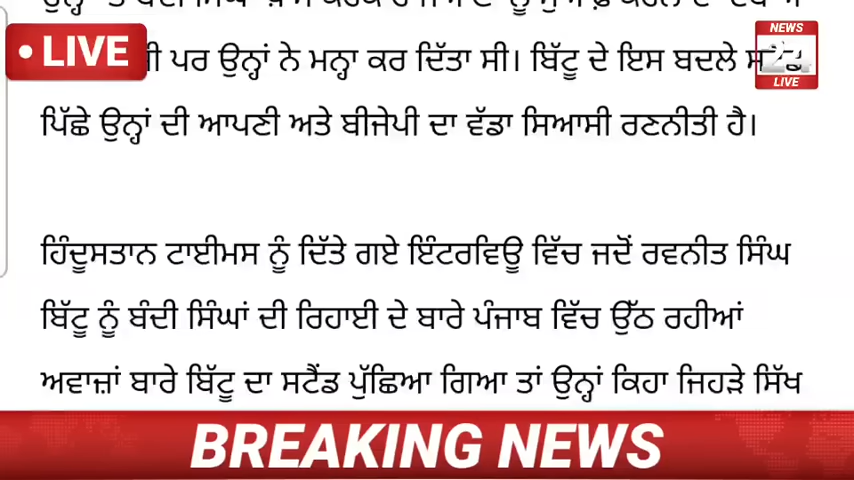 LIVE
NEWS
24
LIVE
ਪਰ ਉਨ੍ਹਾਂ ਨੇ ਮਨ੍ਹਾ ਕਰ ਦਿੱਤਾ ਸੀ। ਬਿੱਟੂ ਦੇ ਇਸ ਬਦਲੇ
ਪਿੱਛੇ ਉਨ੍ਹਾਂ ਦੀ ਆਪਣੀ ਅਤੇ ਬੀਜੇਪੀ ਦਾ ਵੱਡਾ ਸਿਆਸੀ ਰਣਨੀਤੀ ਹੈ।
ਹਿੰਦੂਸਤਾਨ ਟਾਈਮਸ ਨੂੰ ਦਿੱਤੇ ਗਏ ਇੰਟਰਵਿਊ ਵਿੱਚ ਜਦੋਂ ਰਵਨੀਤ ਸਿੰਘ
ਬਿੱਟੂ ਨੂੰ ਬੰਦੀ ਸਿੰਘਾਂ ਦੀ ਰਿਹਾਈ ਦੇ ਬਾਰੇ ਪੰਜਾਬ ਵਿੱਚ ਉੱਠ ਰਹੀਆਂ
ਅਵਾਜ਼ਾਂ ਬਾਰੇ ਬਿੱਟੂ ਦਾ ਸਟੈਂਡ ਪੁੱਛਿਆ ਗਿਆ ਤਾਂ ਉਨ੍ਹਾਂ ਕਿਹਾ ਜਿਹੜੇ ਸਿੱਖ
BREAKING NEWS